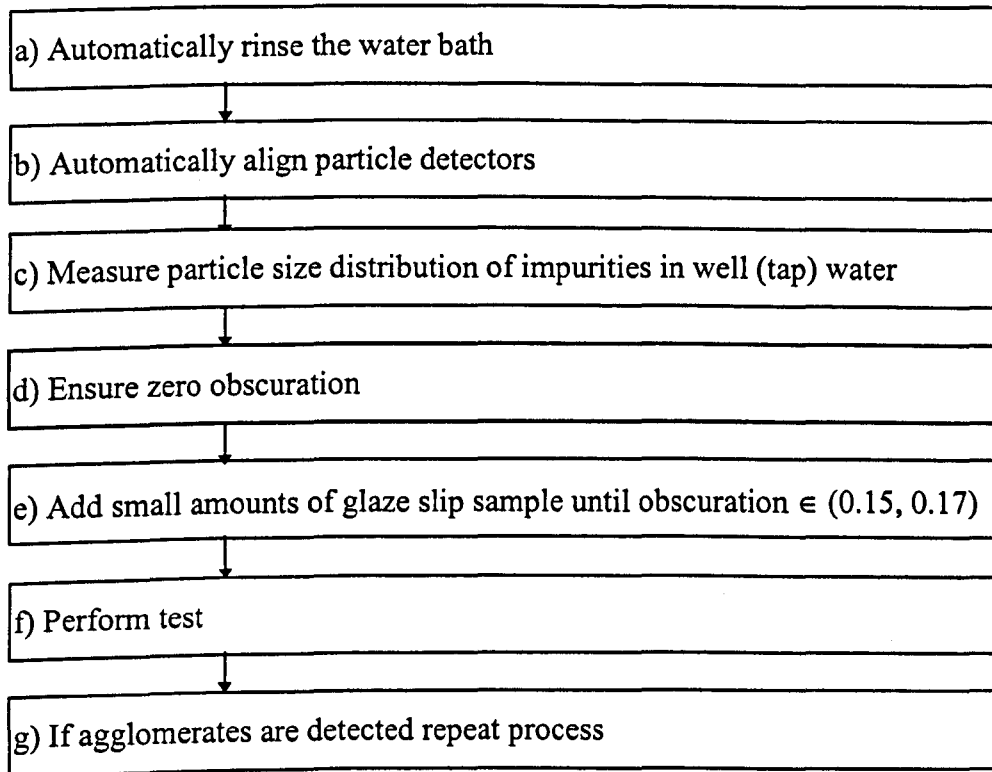 a) Automatically rinse the water bath
b) Automatically align particle detectors
c) Measure particle size distribution of impurities in well (tap) water
d) Ensure zero obscuration
e) Add small amounts of glaze slip sample until obscuration ∈ (0.15, 0.17)
f) Perform test
g) If agglomerates are detected repeat process